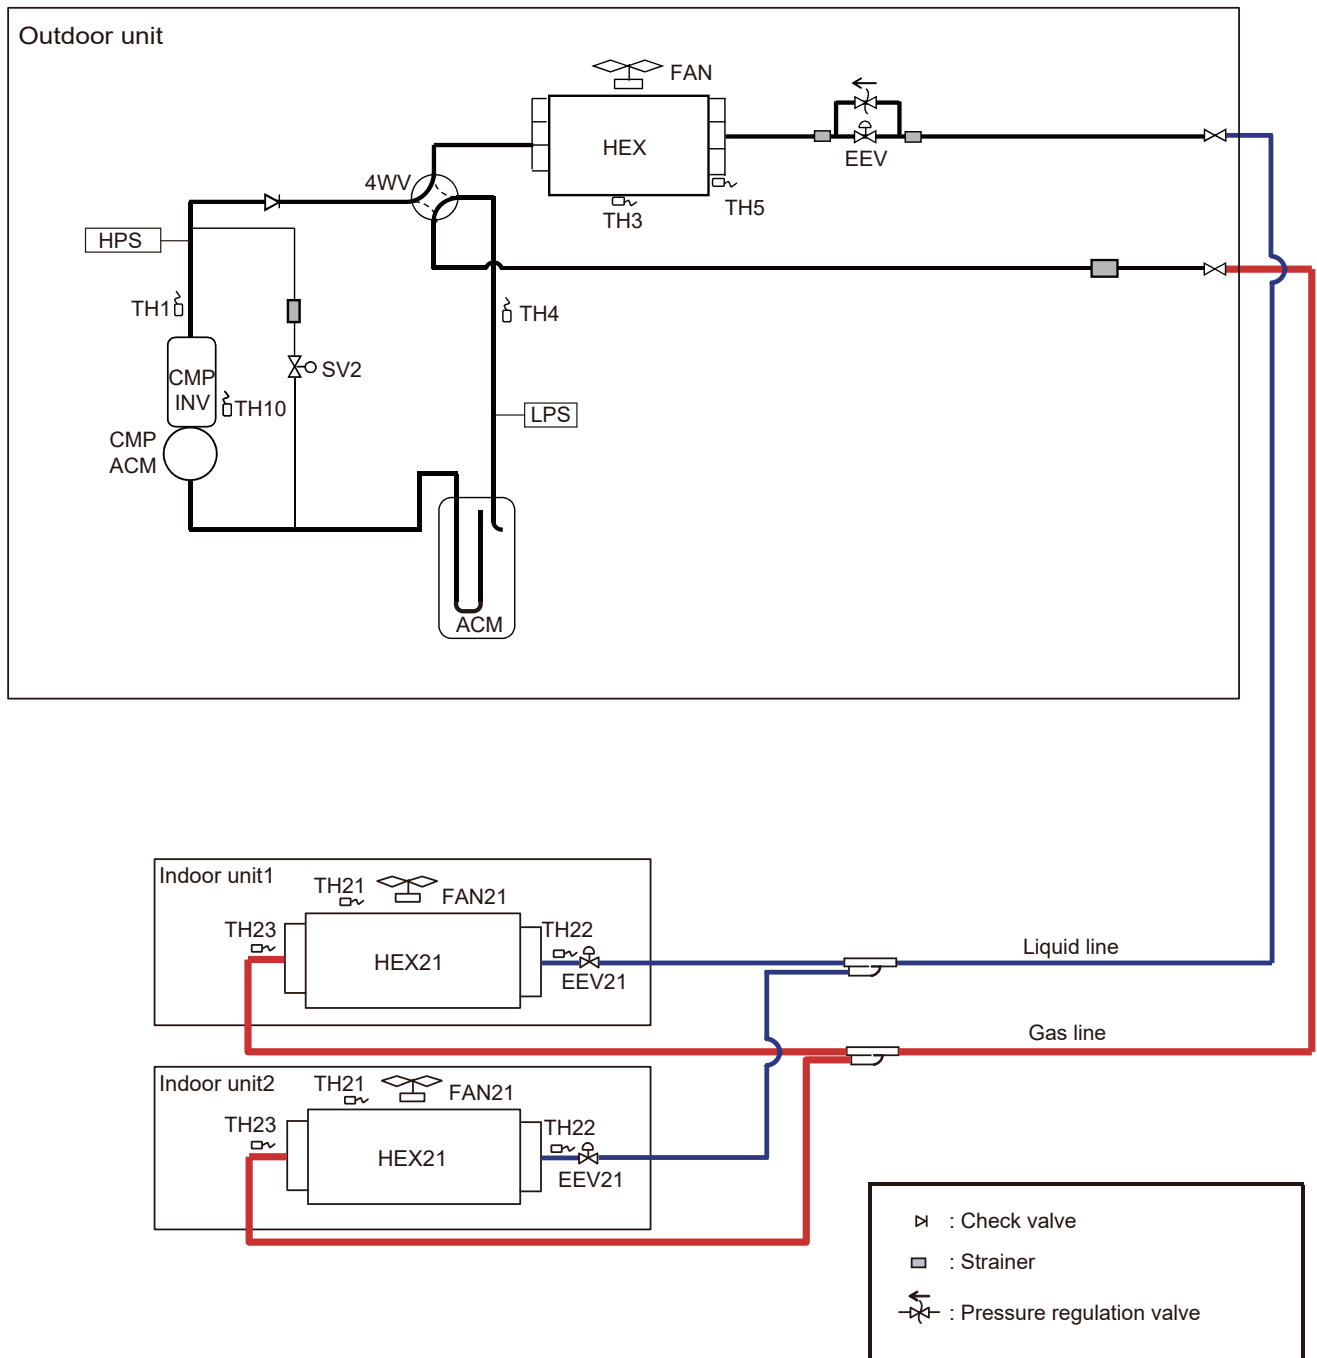 Outdoor unit
FAN
HEX
EEV
4WV
TH5
TH3
HPS
TH1
TH4
SV2
CMP
INV
TH10
LPS
CMP
ACM
ACM
Indoor unit1
TH21
FAN21
TH23
TH22
HEX21
EEV21
Liquid line
Gas line
Indoor unit2
TH21
FAN21
TH23
TH22
HEX21
EEV21
: Check valve
: Strainer
: Pressure regulation valve